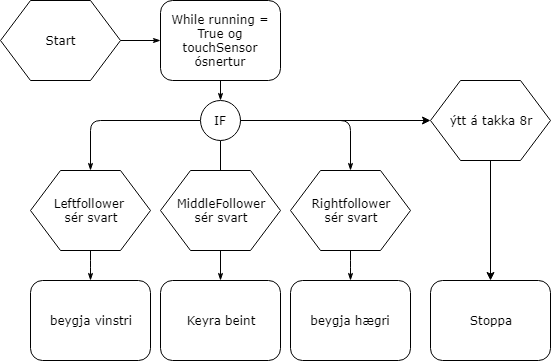 Start
While running =
True og
touchSensor
ósnertur
IF
ýtt á takka 8r
Leftfollower
sér svart
MiddleFollower
sér svart
Rightfollower
sér svart
beygja vinstri
Keyra beint
beygja hægri
Stoppa